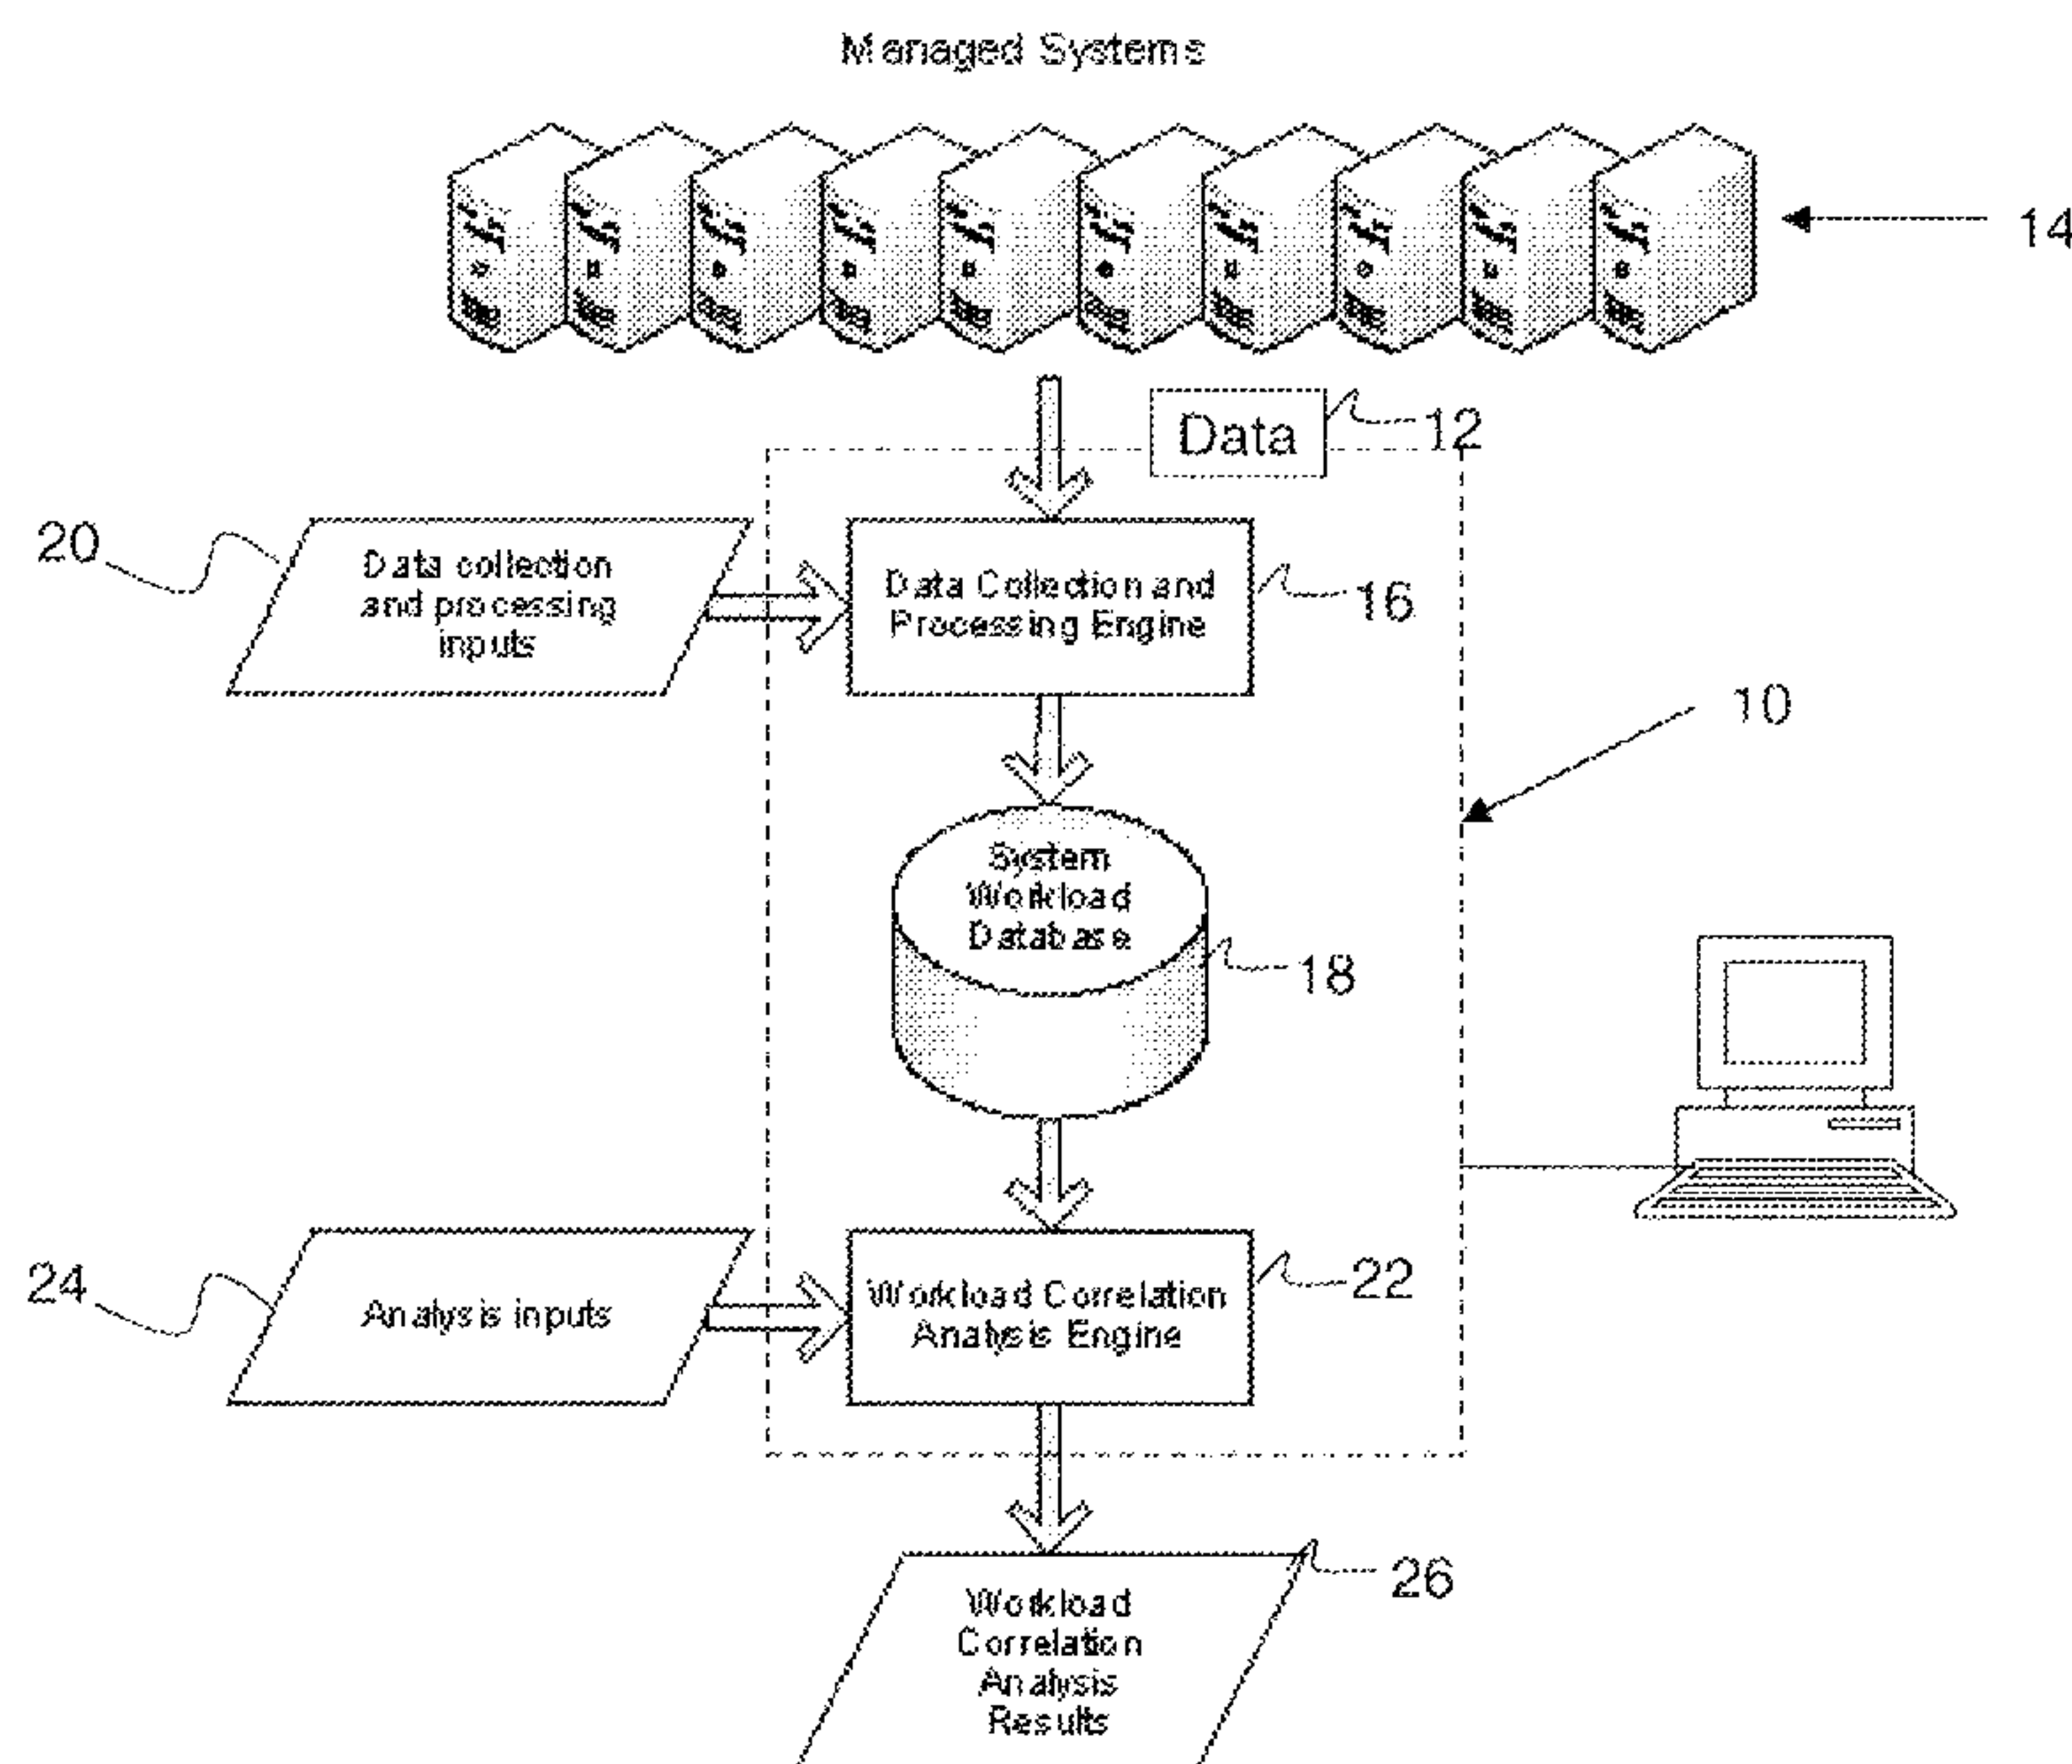 Managed Systems
14
Data
12
20
Data collection
and processing
inputs
Data Collection and
Processing Engine
16
10
System
Workload
Database
18
24
Analysis inputs
Workload Correlation
Analysis Engine
22
26
Workload
Correlation
Analysis
Results